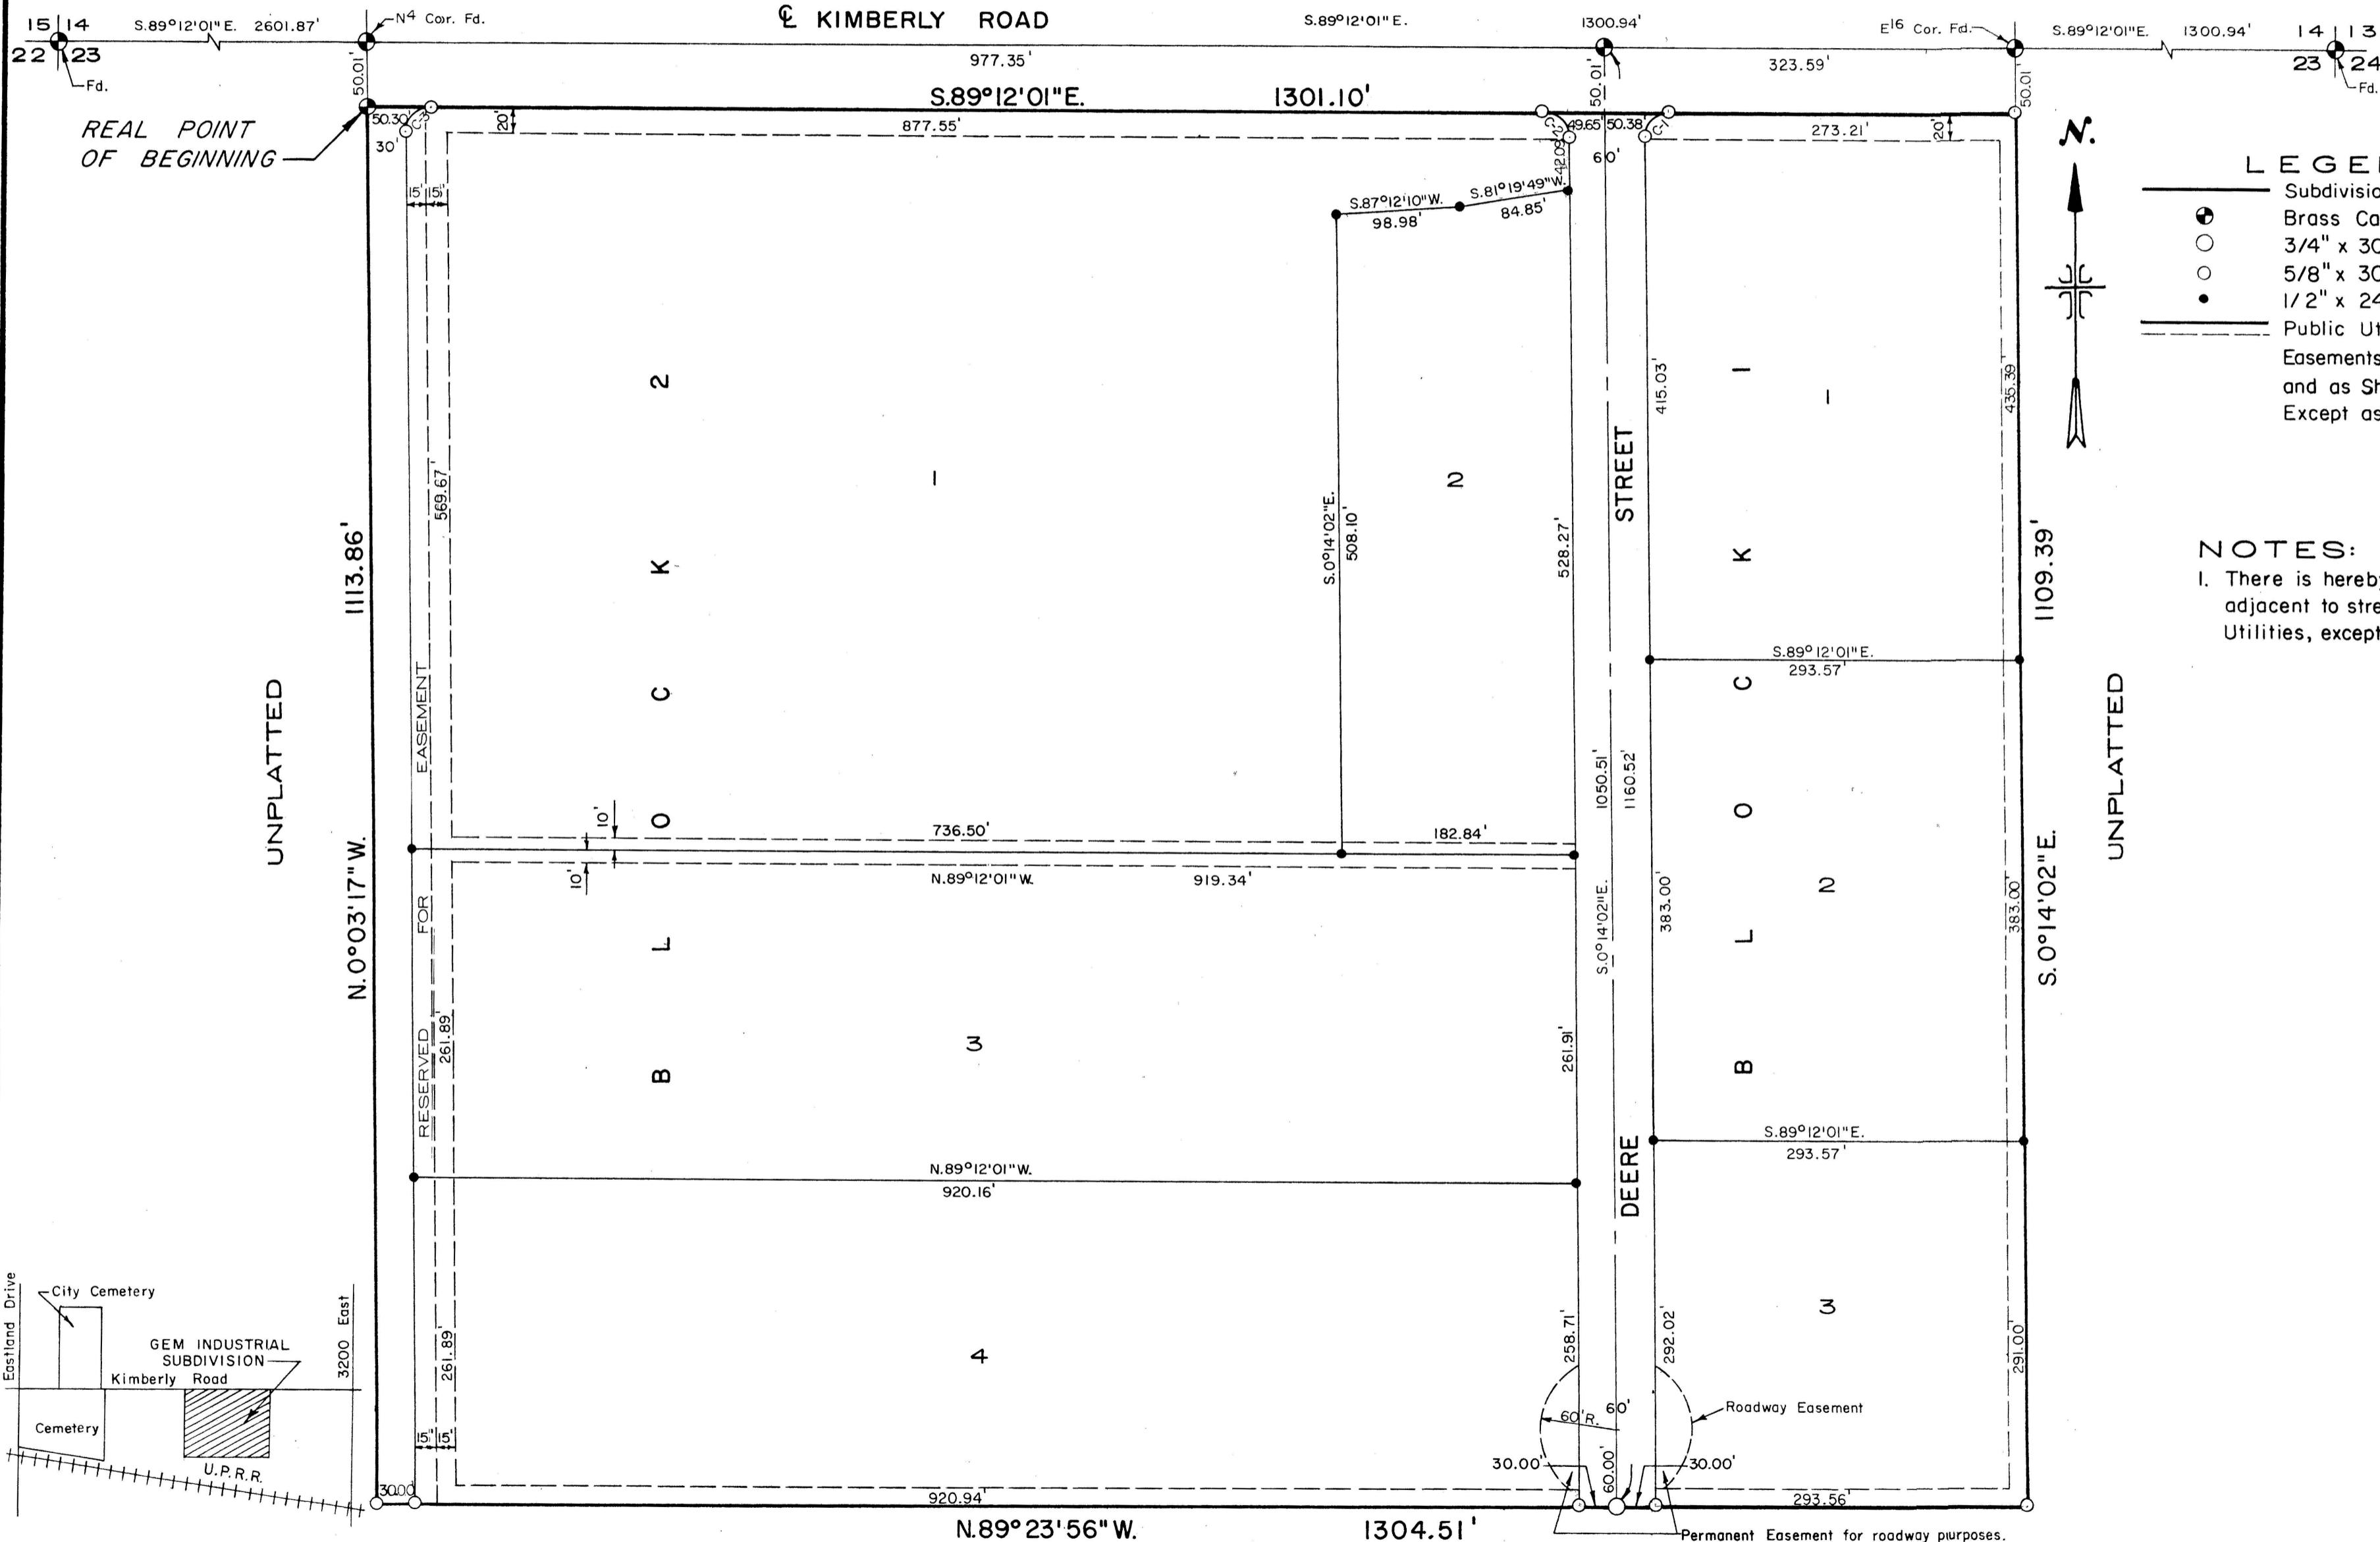 15 14
22 23
Fd.
S.89°12'01"E. 2601.87'
N4 Cor. Fd.
℄ KIMBERLY ROAD
S.89°12'01"E.
1300.94'
E16 Cor. Fd.
S.89°12'01"E. 1300.94'
14 13
23 24
Fd.
50.01'
977.35'
50.01'
323.59'
50.01'
S.89°12'01"E. 1301.10'
REAL POINT
OF BEGINNING
50.30'
C-3
30'
20'
877.55'
C-2
49.65'
50.38'
C-1
273.21'
20'
60'
42.09'
15' 15'
S.87°12'10"W.
98.98'
S.81°19'49"W.
84.85'
N.
LEGE
Subdivisio
Brass Ca
3/4" x 30
5/8" x 30
1/2" x 24
Public Ut
Easements
and as Sh
Except as
NOTES:
1. There is hereb
adjacent to stre
Utilities, except
UNPLATTED
1113.86'
N.0°03'17"W.
569.67'
EASEMENT
FOR
RESERVED
261.89'
261.89'
BLOCK 2
1
2
S.0°14'02"E.
508.10'
528.27'
STREET
415.03'
BLOCK 1
1
435.39'
1109.39'
S.0°14'02"E.
UNPLATTED
S.89°12'01"E.
293.57'
10'
10'
736.50'
182.84'
N.89°12'01"W. 919.34'
1050.51'
1160.52'
S.0°14'02"E.
383.00'
2
383.00'
3
261.91'
S.89°12'01"E.
293.57'
N.89°12'01"W.
920.16'
DEERE
4
258.71'
292.02'
3
291.00'
60'R.
60'
Roadway Easement
30.00'
60.00'
30.00'
15' 15'
30.00'
920.94'
293.56'
N.89°23'56"W. 1304.51'
Permanent Easement for roadway purposes.
Eastland Drive
City Cemetery
GEM INDUSTRIAL
SUBDIVISION
3200 East
Kimberly Road
Cemetery
U.P.R.R.